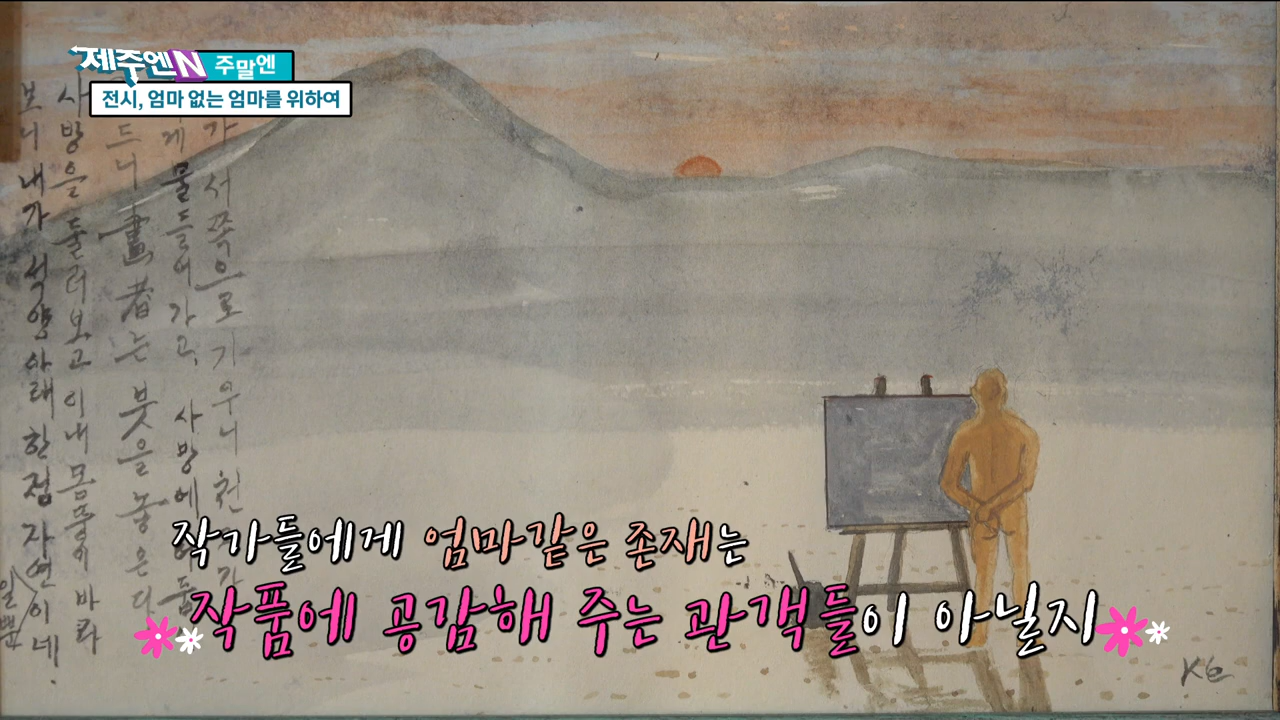 제주엔N 주말엔
전시, 엄마 없는 엄마를 위하여
가 서쪽으로 기우니
게 물들어 가고, 사방에
드니 畵者는 붓을 놓은 다
사방을 둘러보고 이내 몸뚱이 바라
보니 내가 석양 아래 한 점 자연이네
일뿐
작가들에게 엄마같은 존재는
작품에 공감해 주는 관객들이 아닐지